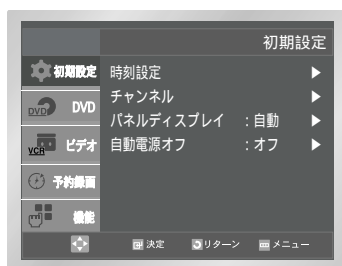 初期設定
初期設定
時刻設定 ▶
チャンネル ▶
パネルディスプレイ : 自動 ▶
自動電源オフ : オフ ▶
DVD DVD
VCR ビデオ
予約録画
機能
決定 リターン メニュー